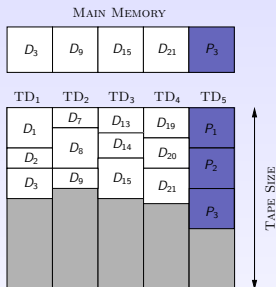 MAIN MEMORY
D3 D9 D15 D21 P3
TD1 TD2 TD3 TD4 TD5
D1 D7 D13 D19 P1
D2 D8 D14 D20 P2
D3 D9 D15 D21 P3
TAPE SIZE